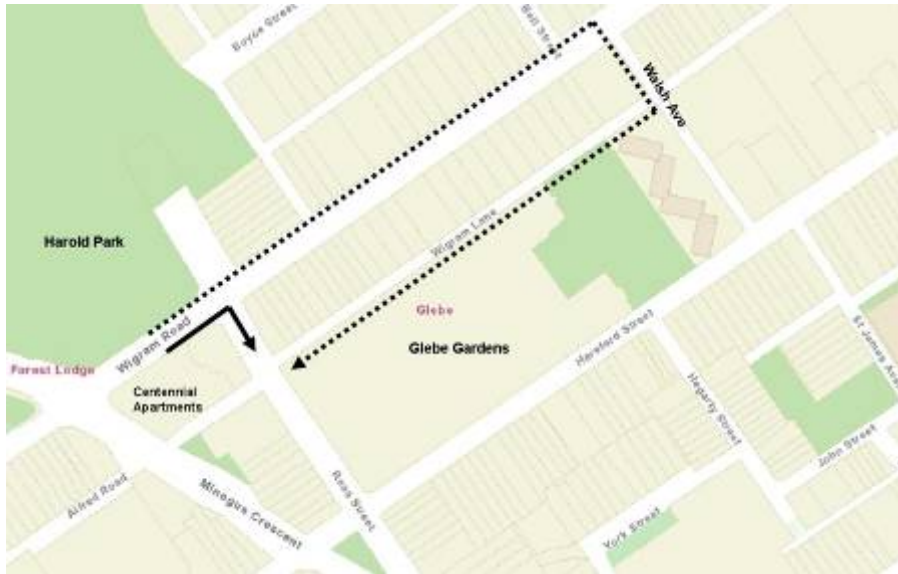 Boyce Street
Bell Street
Walsh Ave
Harold Park
Wigram Lane
Glebe
Wigram Road
Glebe Gardens
Hereford Street
St James Ave
Forest Lodge
Centennial
Apartments
Hegarty Street
John Street
Alfred Road
Minogue Crescent
Ross Street
York Street